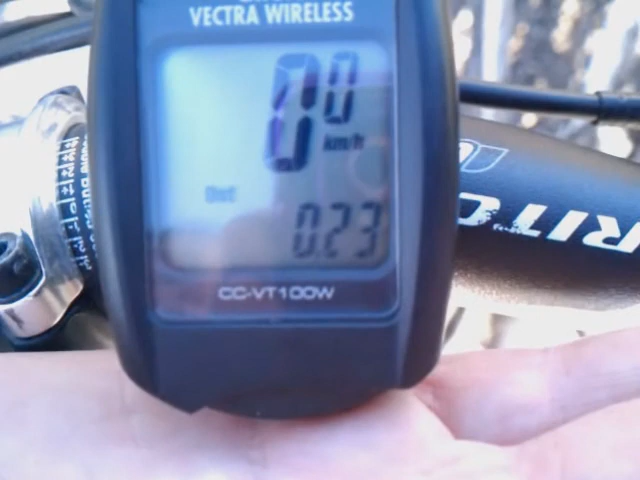 VECTRA WIRELESS
00
km/h
Dst
0.23
CC-VT100W
RITC